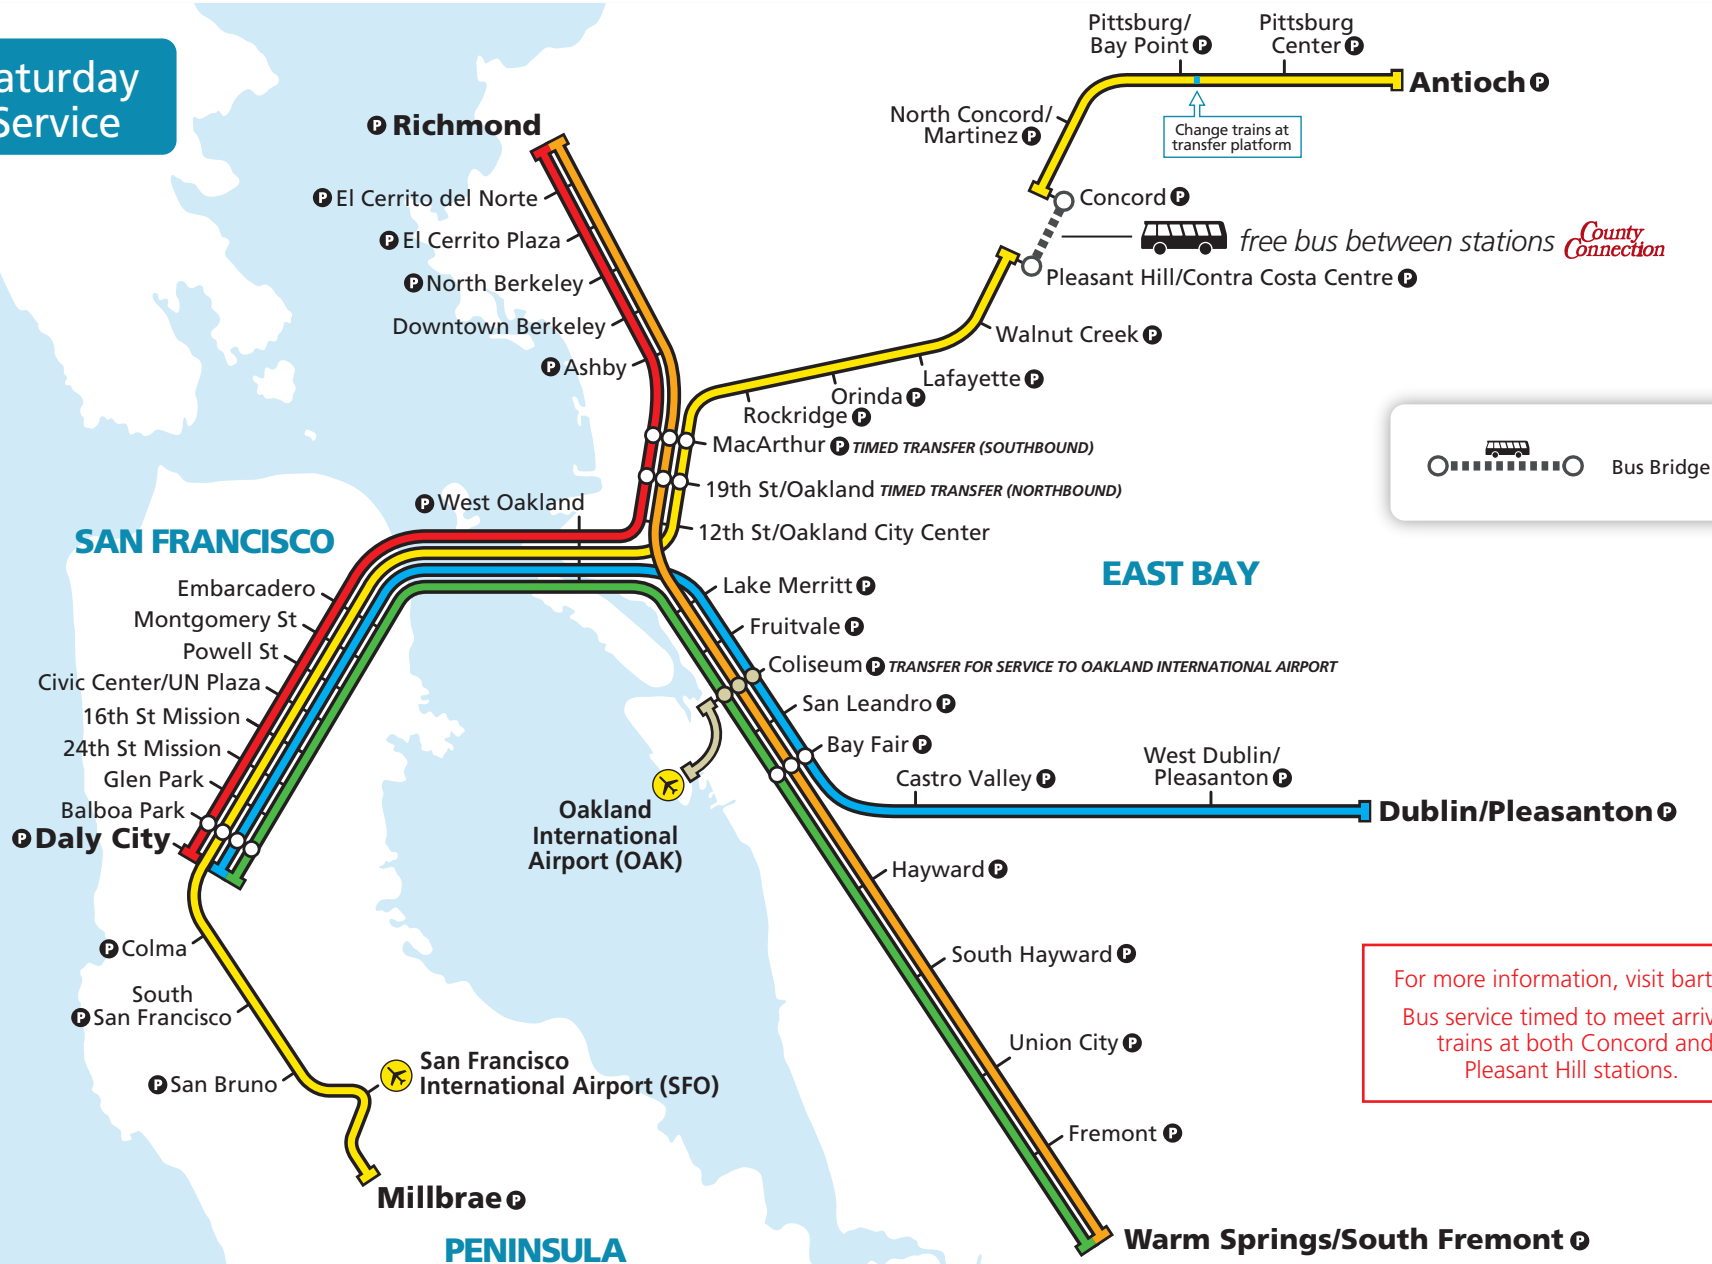 aturday
Service
Pittsburg/
Bay Point P
Pittsburg
Center P
Antioch P
North Concord/
Martinez P
Change trains at
transfer platform
P Richmond
P El Cerrito del Norte
P El Cerrito Plaza
P North Berkeley
Downtown Berkeley
P Ashby
Concord P
free bus between stations
County
Connection
Pleasant Hill/Contra Costa Centre P
Walnut Creek P
Lafayette P
Orinda P
Rockridge P
MacArthur P TIMED TRANSFER (SOUTHBOUND)
19th St/Oakland TIMED TRANSFER (NORTHBOUND)
12th St/Oakland City Center
Bus Bridge
P West Oakland
SAN FRANCISCO
EAST BAY
Embarcadero
Montgomery St
Powell St
Civic Center/UN Plaza
16th St Mission
24th St Mission
Glen Park
Balboa Park
P Daly City
Lake Merritt P
Fruitvale P
Coliseum P TRANSFER FOR SERVICE TO OAKLAND INTERNATIONAL AIRPORT
San Leandro P
Bay Fair P
Castro Valley P
West Dublin/
Pleasanton P
Dublin/Pleasanton P
Oakland
International
Airport (OAK)
Hayward P
South Hayward P
Union City P
Fremont P
Warm Springs/South Fremont P
P Colma
South
P San Francisco
P San Bruno
San Francisco
International Airport (SFO)
Millbrae P
PENINSULA
For more information, visit bart
Bus service timed to meet arriv
trains at both Concord and
Pleasant Hill stations.